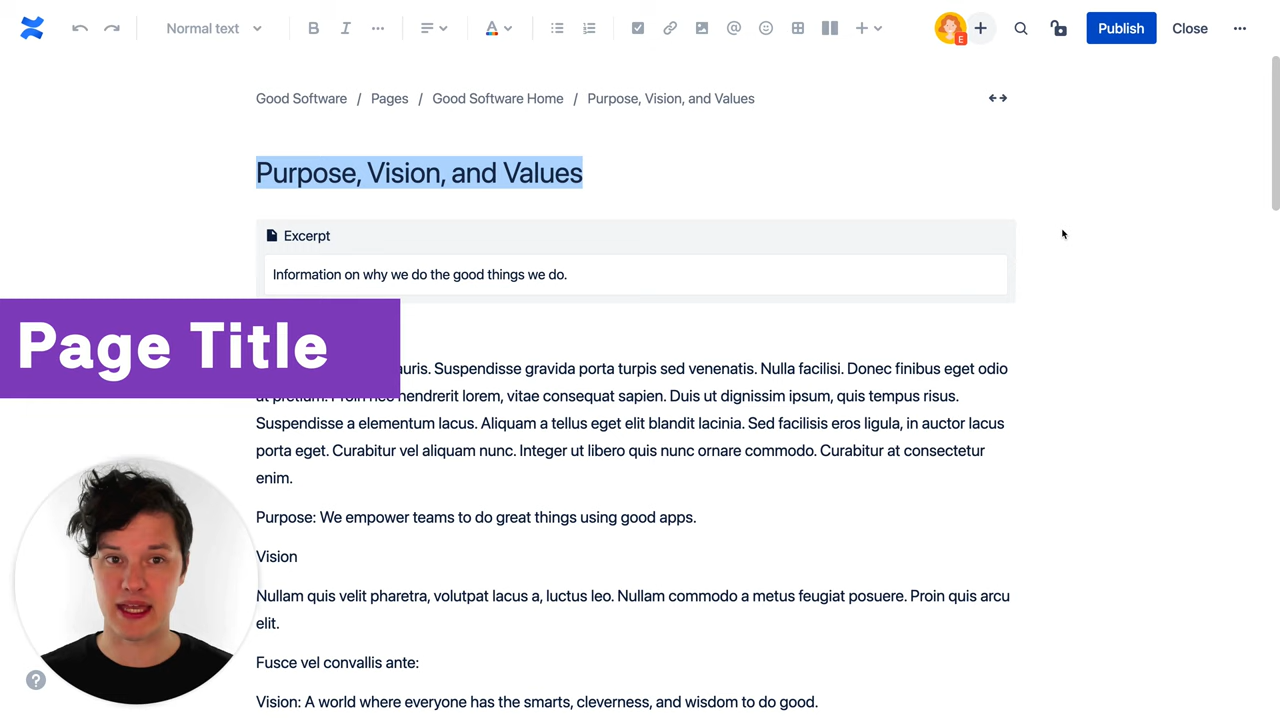 Normal text
B I
A
E
Publish
Close
Good Software / Pages / Good Software Home / Purpose, Vision, and Values
Purpose, Vision, and Values
Excerpt
Information on why we do the good things we do.
Page Title
Suspendisse gravida porta turpis sed venenatis. Nulla facilisi. Donec finibus eget odio
hendrerit lorem, vitae consequat sapien. Duis ut dignissim ipsum, quis tempus risus.
Suspendisse a elementum lacus. Aliquam a tellus eget elit blandit lacinia. Sed facilisis eros ligula, in auctor lacus
porta eget. Curabitur vel aliquam nunc. Integer ut libero quis nunc ornare commodo. Curabitur at consectetur
enim.
Purpose: We empower teams to do great things using good apps.
Vision
Nullam quis velit pharetra, volutpat lacus a, luctus leo. Nullam commodo a metus feugiat posuere. Proin quis arcu
elit.
Fusce vel convallis ante:
Vision: A world where everyone has the smarts, cleverness, and wisdom to do good.
?